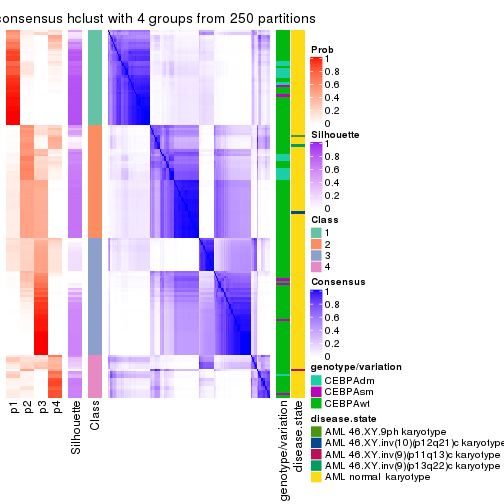 consensus hclust with 4 groups from 250 partitions
Prob
1
0.8
0.6
0.4
0.2
0
Silhouette
1
0.8
0.6
0.4
0.2
0
Class
1
2
3
4
Consensus
1
0.8
0.6
0.4
0.2
0
genotype/variation
CEBPAdm
CEBPAsm
CEBPAwt
disease.state
AML 46.XY.9ph karyotype
AML 46.XY.inv(10)(p12q21)c karyotype
AML 46.XY.inv(9)(p11q13)c karyotype
AML 46.XY.inv(9)(p13q22)c karyotype
AML normal karyotype
p1
p2
p3
p4
Silhouette
Class
genotype/variation
disease.state